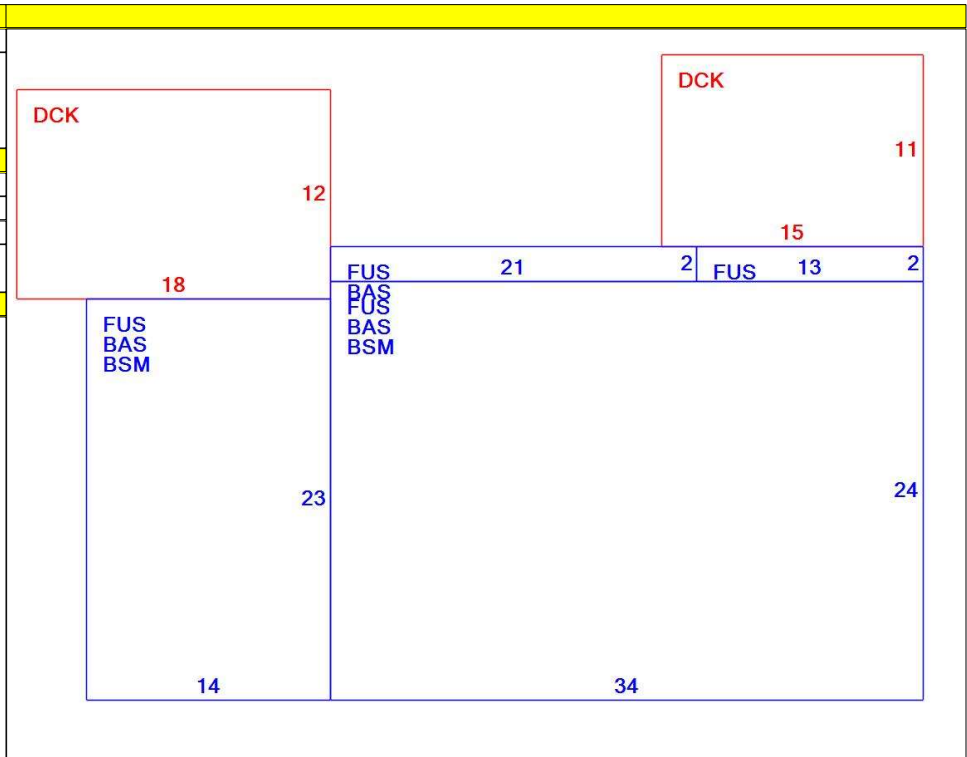 DCK
DCK
11
12
15
FUS 21 2
FUS 13 2
BAS
18
FUS
BAS
BSM
FUS
BAS
BSM
23
24
14
34